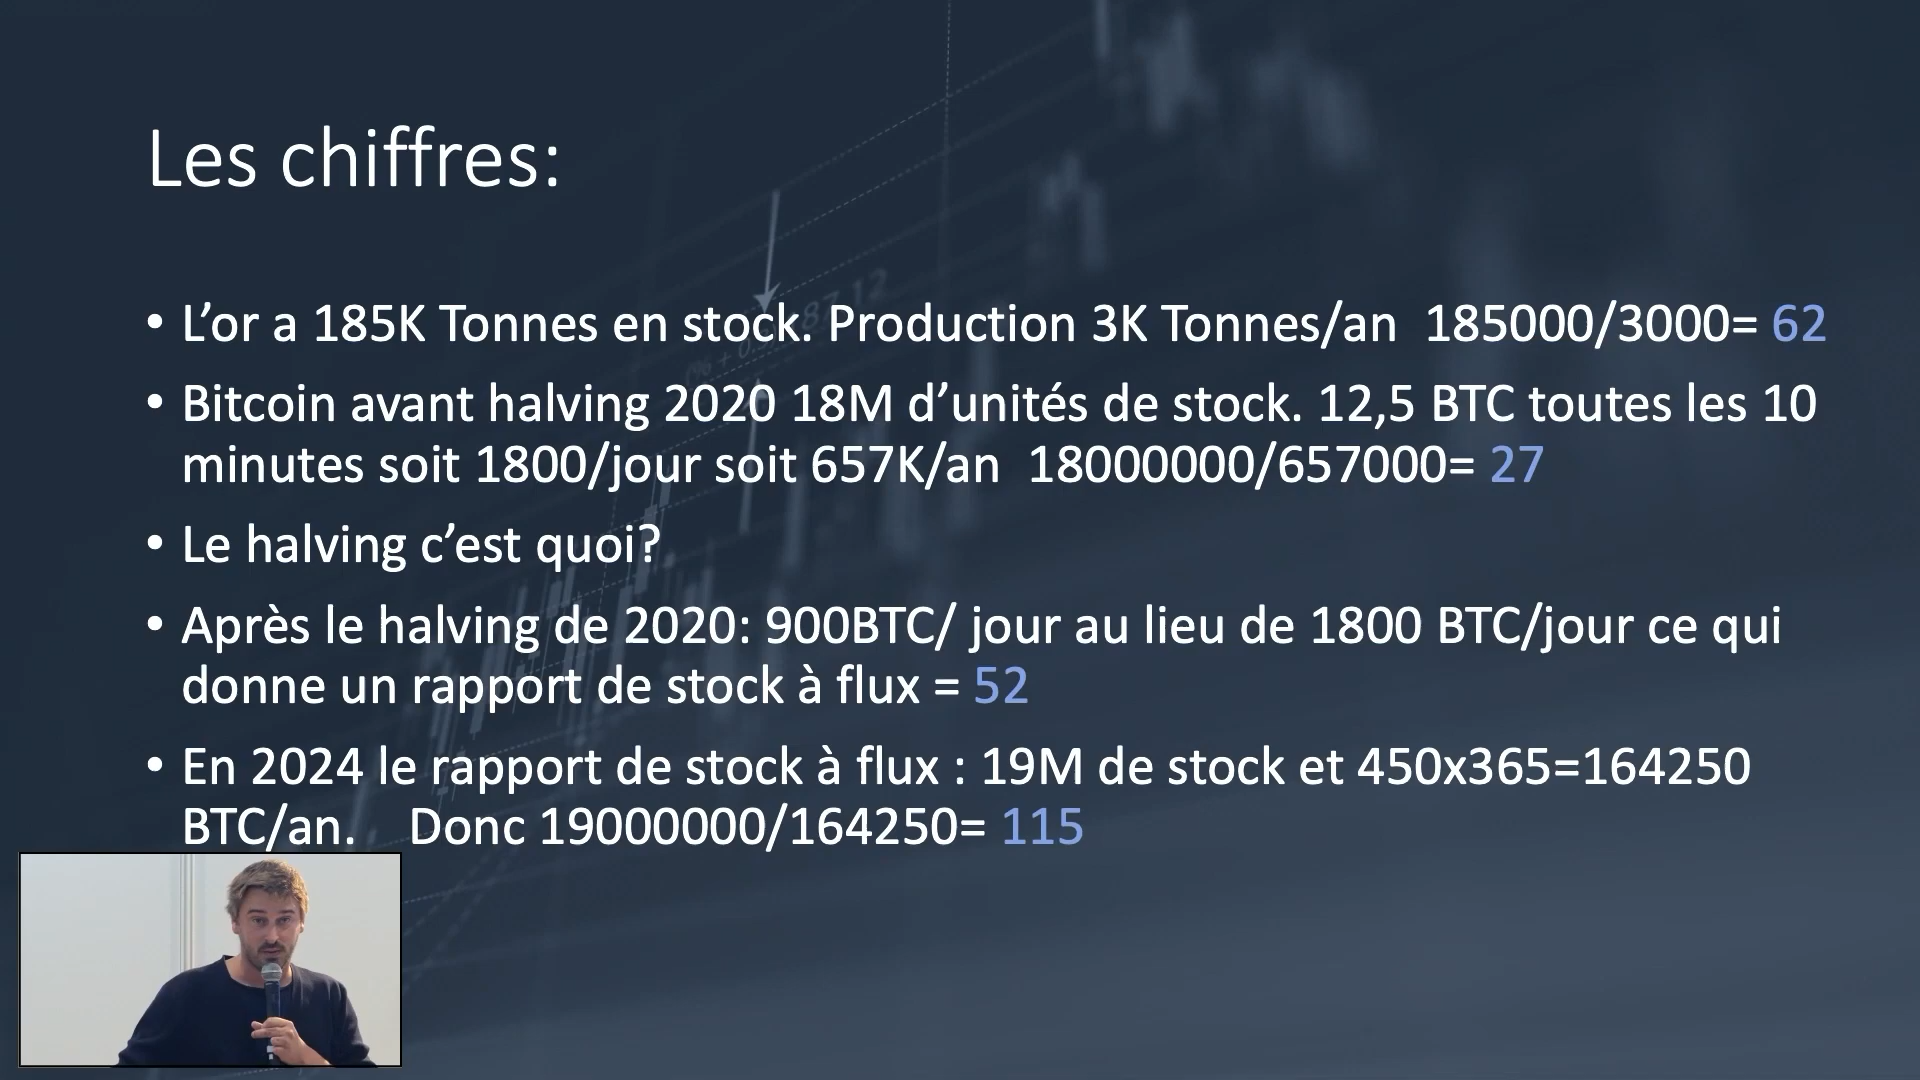 Les chiffres:
• L’or a 185K Tonnes en stock. Production 3K Tonnes/an 185000/3000= 62
• Bitcoin avant halving 2020 18M d’unités de stock. 12,5 BTC toutes les 10
minutes soit 1800/jour soit 657K/an 18000000/657000= 27
• Le halving c’est quoi?
• Après le halving de 2020: 900BTC/ jour au lieu de 1800 BTC/jour ce qui
donne un rapport de stock à flux = 52
• En 2024 le rapport de stock à flux : 19M de stock et 450x365=164250
BTC/an. Donc 19000000/164250= 115